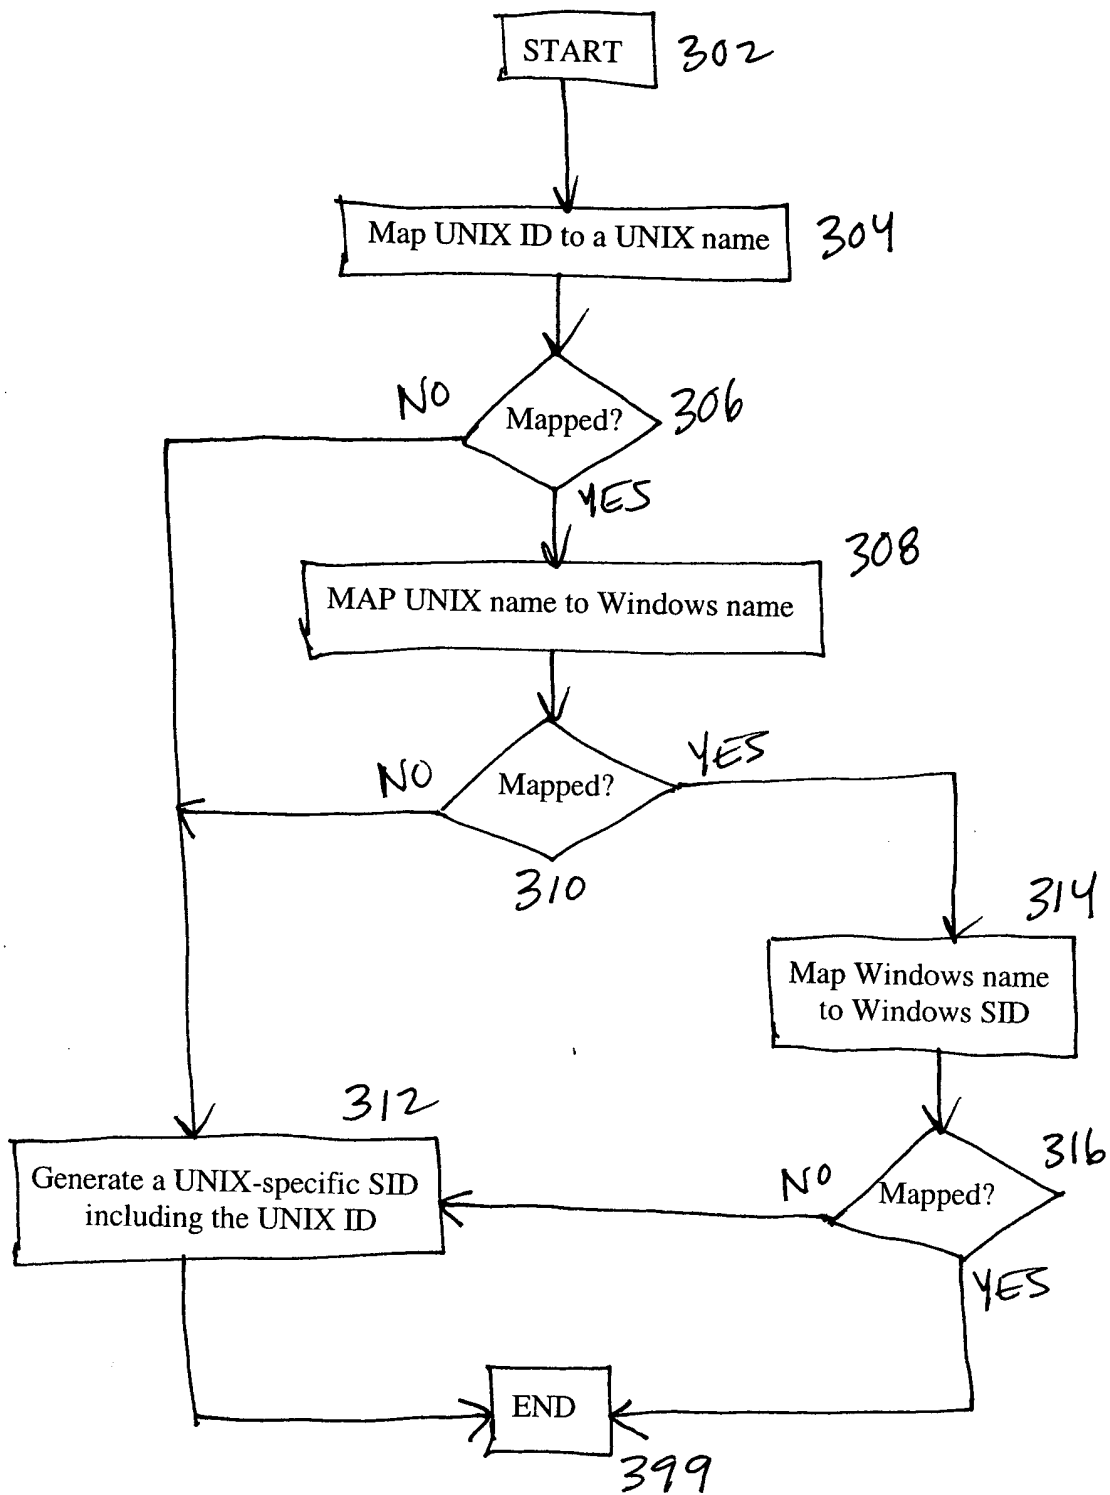 START
302
Map UNIX ID to a UNIX name
304
NO
Mapped?
306
YES
308
MAP UNIX name to Windows name
NO
Mapped?
YES
310
314
Map Windows name
to Windows SID
312
316
Generate a UNIX-specific SID
including the UNIX ID
NO
Mapped?
YES
END
399